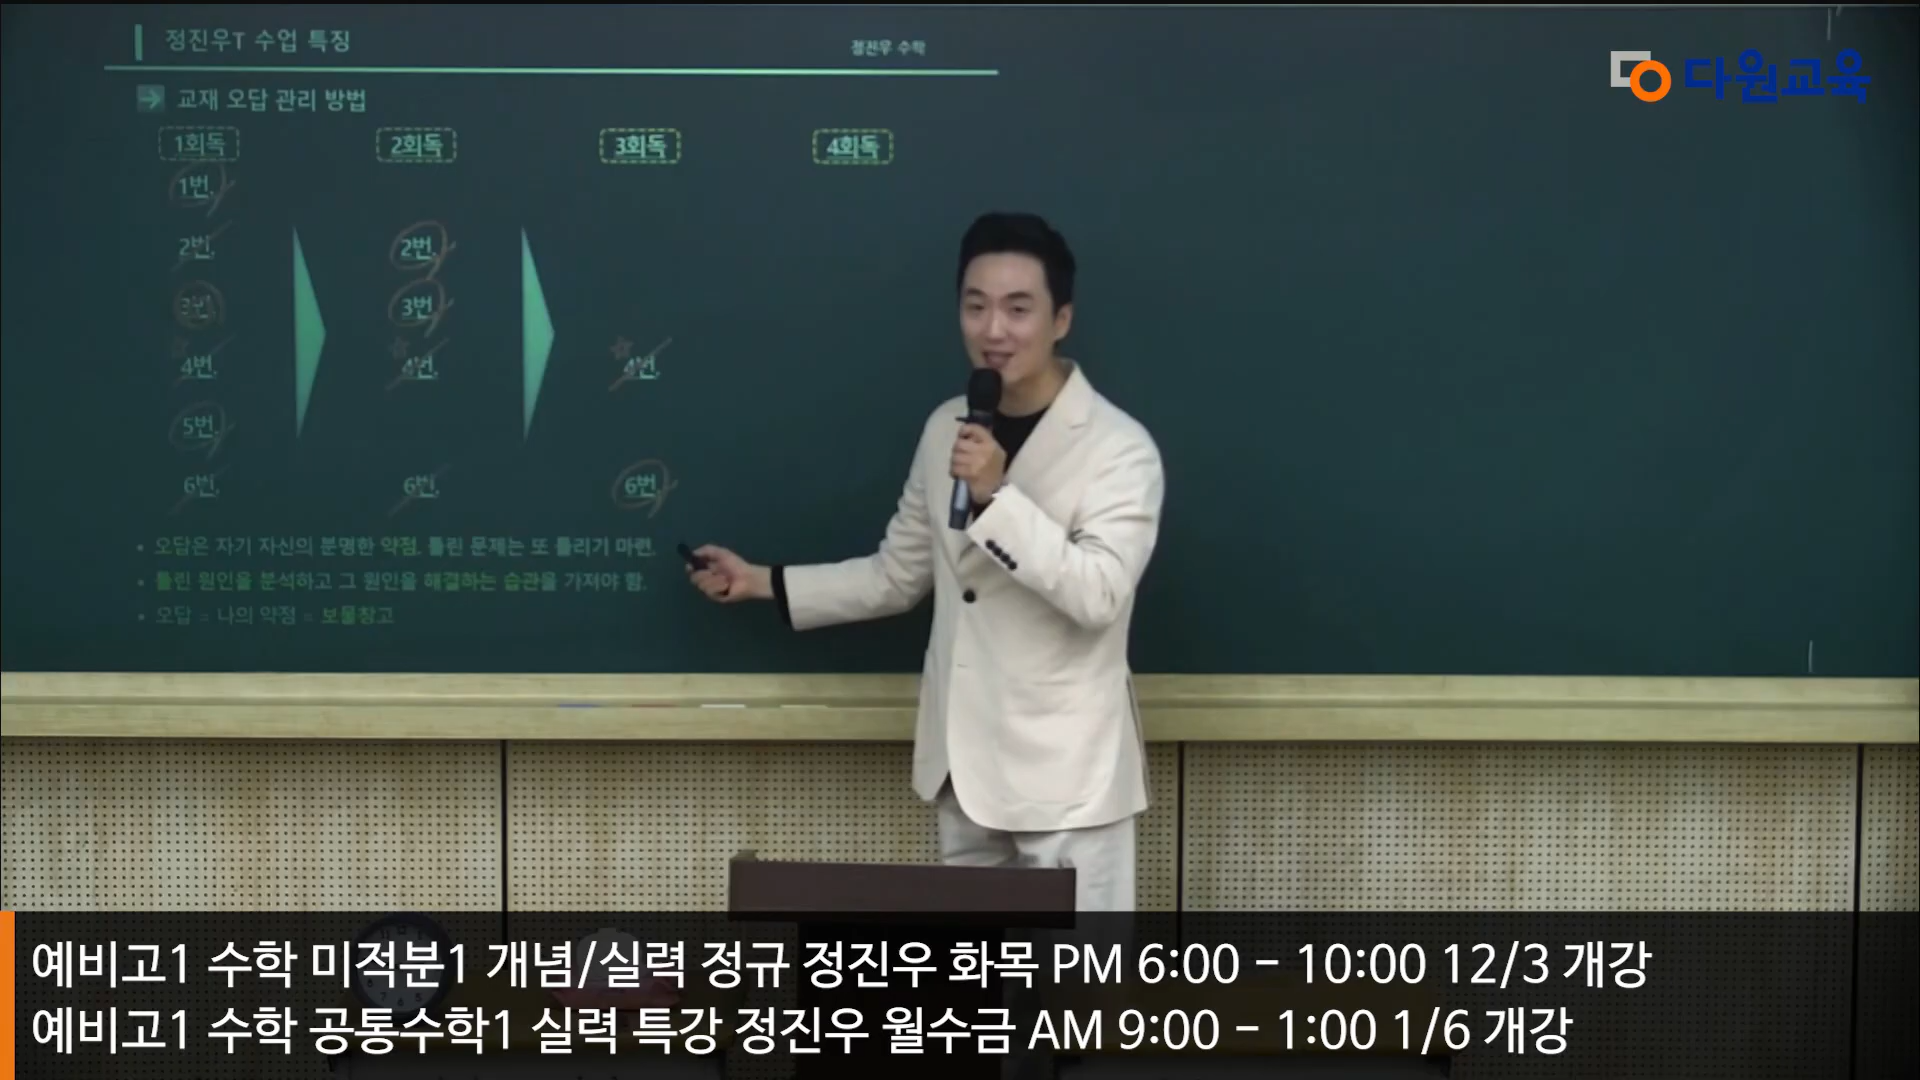 정진우T 수업 특징
정진우 수학
다원교육
교재 오답 관리 방법
1회독 2회독 3회독 4회독
1번.
2번. 2번.
3번. 3번.
4번. 4번. 4번.
5번.
6번. 6번. 6번.
• 오답은 자기 자신의 분명한 약점. 틀린 문제는 또 틀리기 마련.
• 틀린 원인을 분석하고 그 원인을 해결하는 습관을 가져야 함.
• 오답 = 나의 약점 = 보물창고
예비고1 수학 미적분1 개념/실력 정규 정진우 화목 PM 6:00 - 10:00 12/3 개강
예비고1 수학 공통수학1 실력 특강 정진우 월수금 AM 9:00 - 1:00 1/6 개강